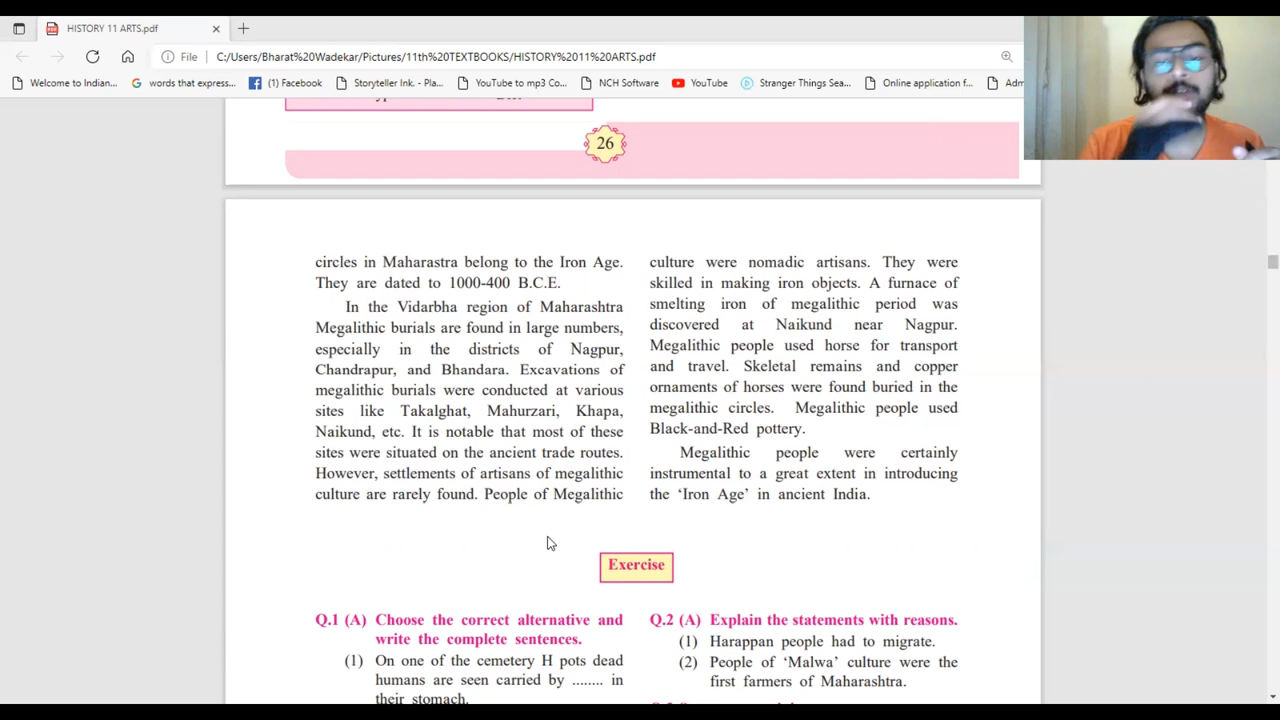 HISTORY 11 ARTS.pdf
File
C:/Users/Bharat%20Wadekar/Pictures/11th%20TEXTBOOKS/HISTORY%2011%20ARTS.pdf
Welcome to Indian...
words that express...
(1) Facebook
Storyteller Ink. - Pla...
YouTube to mp3 Co...
NCH Software
YouTube
Stranger Things Sea...
Online application f...
Adm
26
circles in Maharastra belong to the Iron Age.
They are dated to 1000-400 B.C.E.
In the Vidarbha region of Maharashtra
Megalithic burials are found in large numbers,
especially in the districts of Nagpur,
Chandrapur, and Bhandara. Excavations of
megalithic burials were conducted at various
sites like Takalghat, Mahurzari, Khapa,
Naikund, etc. It is notable that most of these
sites were situated on the ancient trade routes.
However, settlements of artisans of megalithic
culture are rarely found. People of Megalithic
culture were nomadic artisans. They were
skilled in making iron objects. A furnace of
smelting iron of megalithic period was
discovered at Naikund near Nagpur.
Megalithic people used horse for transport
and travel. Skeletal remains and copper
ornaments of horses were found buried in the
megalithic circles. Megalithic people used
Black-and-Red pottery.
Megalithic people were certainly
instrumental to a great extent in introducing
the ‘Iron Age’ in ancient India.
Exercise
Q.1 (A) Choose the correct alternative and
write the complete sentences.
(1) On one of the cemetery H pots dead
humans are seen carried by ........ in
their stomach.
Q.2 (A) Explain the statements with reasons.
(1) Harappan people had to migrate.
(2) People of ‘Malwa’ culture were the
first farmers of Maharashtra.